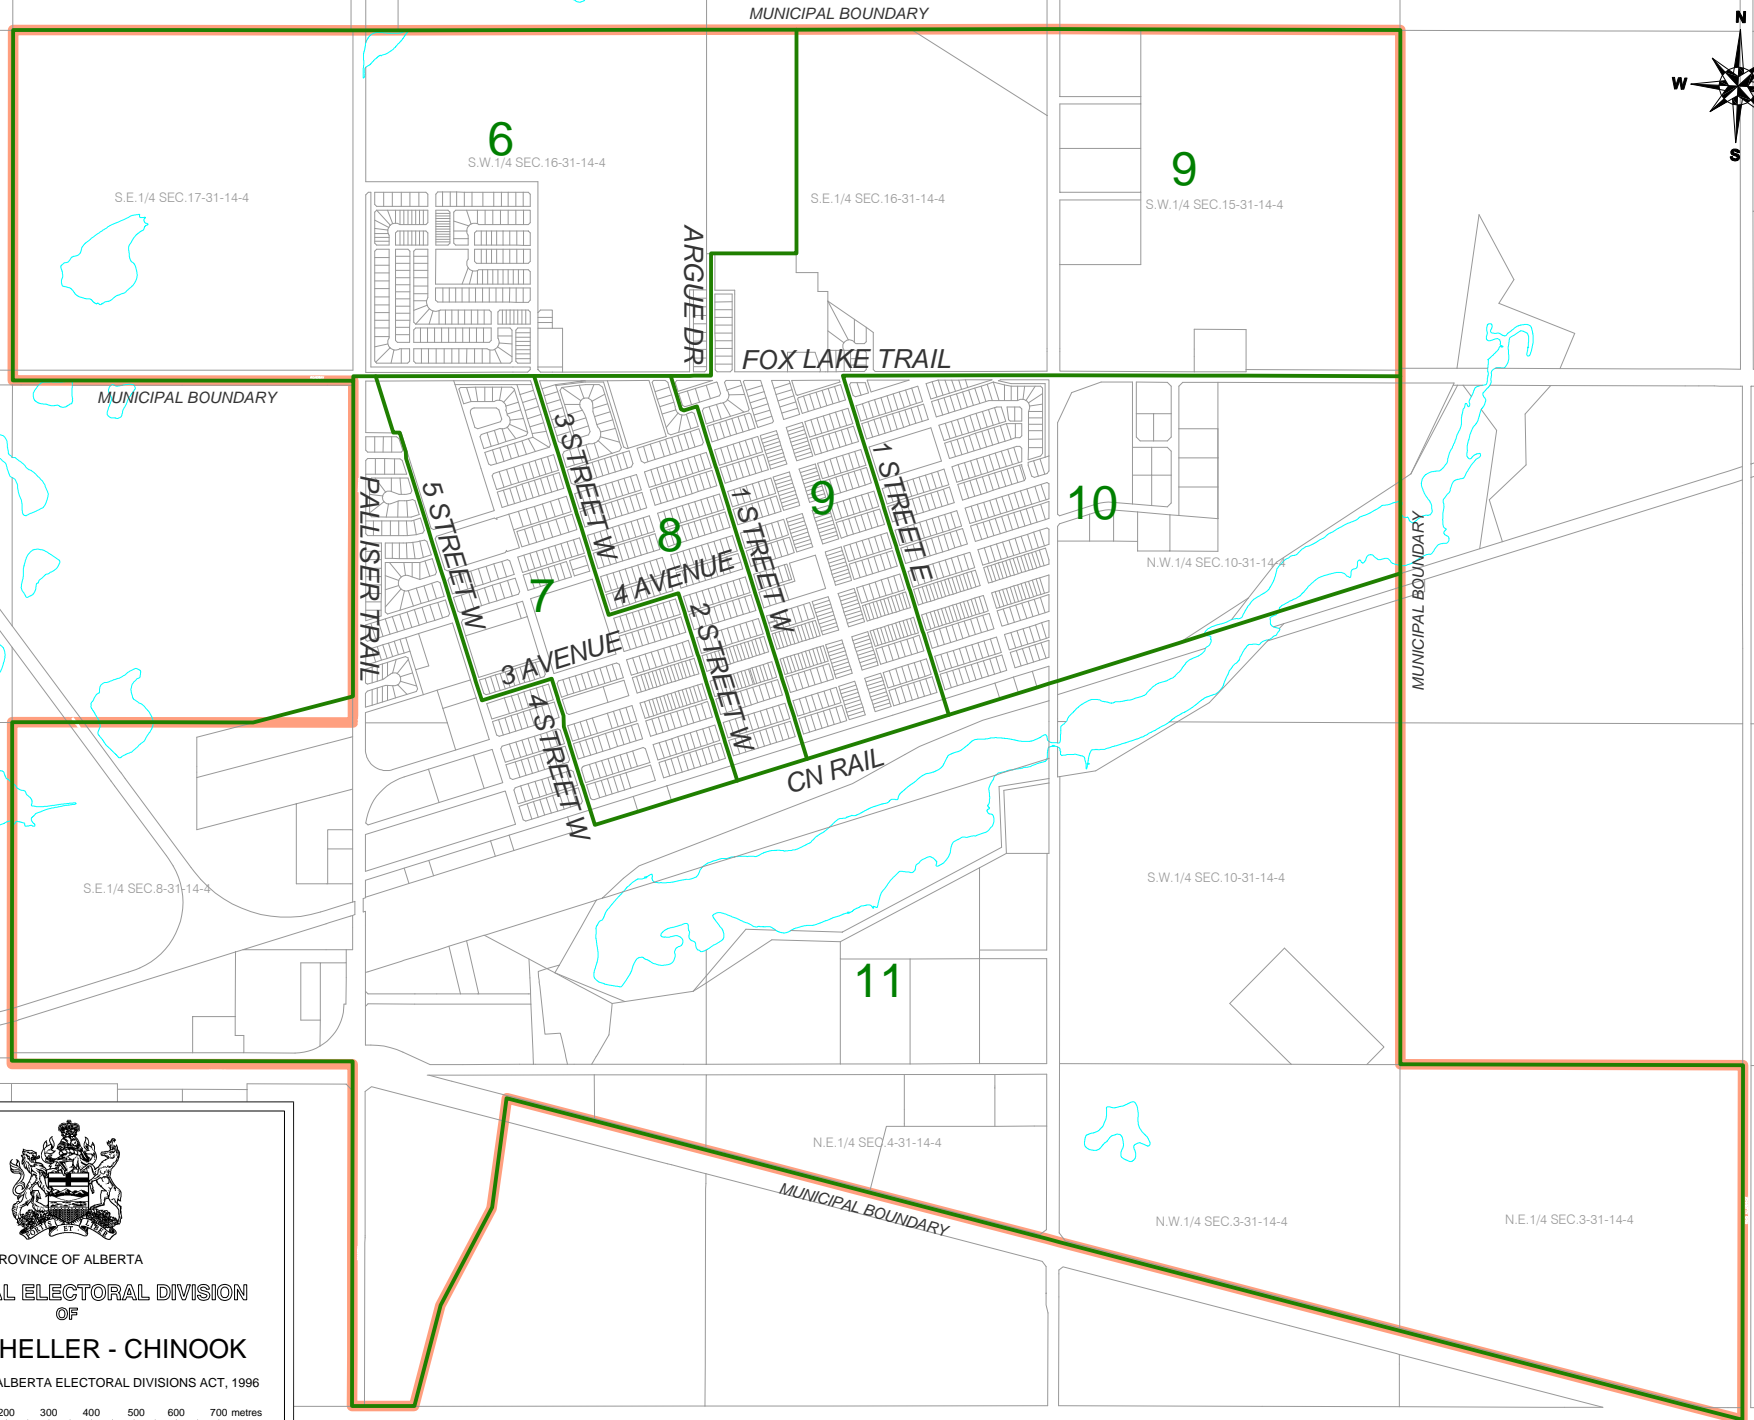 MUNICIPAL BOUNDARY
N
W
S
6
S.W.1/4 SEC.16-31-14-4
9
S.E.1/4 SEC.17-31-14-4
S.E.1/4 SEC.16-31-14-4
S.W.1/4 SEC.15-31-14-4
ARGUE DR
FOX LAKE TRAIL
MUNICIPAL BOUNDARY
3 STREET W
1 STREET E
5 STREET W
PALLISER TRAIL
1 STREET W
9
10
8
MUNICIPAL BOUNDARY
N.W.1/4 SEC.10-31-14-4
7
4 AVENUE
2 STREET W
3 AVENUE
4 STREET W
CN RAIL
S.E.1/4 SEC.8-31-14-4
S.W.1/4 SEC.10-31-14-4
11
N.E.1/4 SEC.4-31-14-4
MUNICIPAL BOUNDARY
N.W.1/4 SEC.3-31-14-4
N.E.1/4 SEC.3-31-14-4
FORTIS ET LIBER
ROVINCE OF ALBERTA
AL ELECTORAL DIVISION
OF
HELLER - CHINOOK
ALBERTA ELECTORAL DIVISIONS ACT, 1996
200 300 400 500 600 700 metres